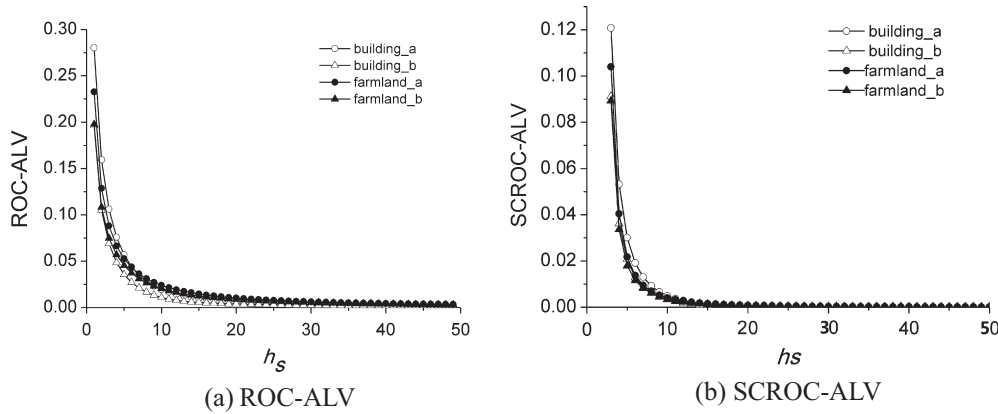 0.30
0.25
0.20
0.15
0.10
0.05
0.00
ROC-ALV
building_a
building_b
farmland_a
farmland_b
0 10 20 30 40 50
hs
(a) ROC-ALV
0.12
0.10
0.08
0.06
0.04
0.02
0.00
SCROC-ALV
building_a
building_b
farmland_a
farmland_b
0 10 20 30 40 50
hs
(b) SCROC-ALV